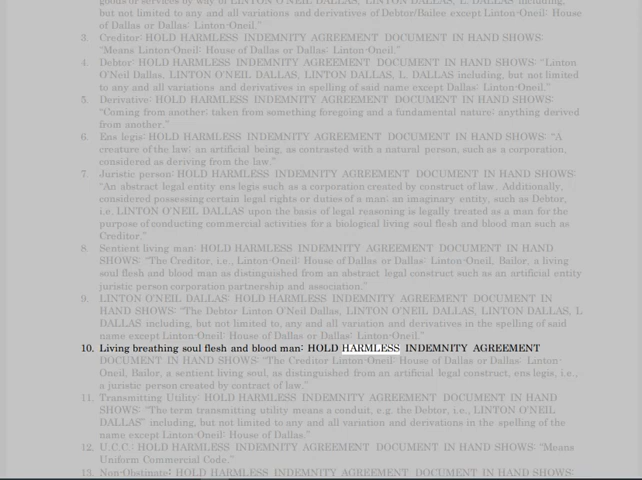 goods or services by way of LINTON O'NEIL DALLAS, LINTON DALLAS, L. DALLAS including,
but not limited to any and all variations and derivatives of Debtor/Bailee except Linton-Oneil: House
of Dallas or Dallas: Linton-Oneil."
3. Creditor: HOLD HARMLESS INDEMNITY AGREEMENT DOCUMENT IN HAND SHOWS:
"Means Linton-Oneil: House of Dallas or Dallas: Linton-Oneil."
4. Debtor: HOLD HARMLESS INDEMNITY AGREEMENT DOCUMENT IN HAND SHOWS: "Linton
O'Neil Dallas, LINTON O'NEIL DALLAS, LINTON DALLAS, L. DALLAS including, but not limited
to any and all variations and derivatives in spelling of said name except Dallas: Linton-Oneil."
5. Derivative: HOLD HARMLESS INDEMNITY AGREEMENT DOCUMENT IN HAND SHOWS:
"Coming from another; taken from something foregoing and a fundamental nature; anything derived
from another."
6. Ens legis: HOLD HARMLESS INDEMNITY AGREEMENT DOCUMENT IN HAND SHOWS: "A
creature of the law; an artificial being, as contrasted with a natural person, such as a corporation,
considered as deriving from the law."
7. Juristic person: HOLD HARMLESS INDEMNITY AGREEMENT DOCUMENT IN HAND SHOWS:
"An abstract legal entity ens legis such as a corporation created by construct of law. Additionally,
considered possessing certain legal rights or duties of a man; an imaginary entity, such as Debtor,
i.e. LINTON O'NEIL DALLAS upon the basis of legal reasoning is legally treated as a man for the
purpose of conducting commercial activities for a biological living soul flesh and blood man such as
Creditor."
8. Sentient living man: HOLD HARMLESS INDEMNITY AGREEMENT DOCUMENT IN HAND
SHOWS: "The Creditor, i.e., Linton-Oneil: House of Dallas or Dallas: Linton-Oneil, Bailor, a living
soul flesh and blood man as distinguished from an abstract legal construct such as an artificial entity
juristic person corporation partnership and association."
9. LINTON O'NEIL DALLAS: HOLD HARMLESS INDEMNITY AGREEMENT DOCUMENT IN
HAND SHOWS: "The Debtor Linton O'Neil Dallas, LINTON O'NEIL DALLAS, LINTON DALLAS, L
DALLAS including, but not limited to, any and all variation and derivatives in the spelling of said
name except Creditor Linton-Oneil: House of Dallas or Dallas: Linton-Oneil."
10. Living breathing soul flesh and blood man: HOLD HARMLESS INDEMNITY AGREEMENT
DOCUMENT IN HAND SHOWS: "The Creditor Linton-Oneil: House of Dallas or Dallas: Linton-
Oneil, Bailor, a sentient living soul, as distinguished from an artificial legal construct, ens legis, i.e.,
a juristic person created by contract of law."
11. Transmitting Utility: HOLD HARMLESS INDEMNITY AGREEMENT DOCUMENT IN HAND
SHOWS: "The term transmitting utility means a conduit, e.g. the Debtor, i.e., LINTON O'NEIL
DALLAS" including, but not limited to any and all variation and derivations in the spelling of the
name except Linton-Oneil: House of Dallas."
12. U.C.C.: HOLD HARMLESS INDEMNITY AGREEMENT DOCUMENT IN HAND SHOWS: "Means
Uniform Commercial Code."
13. Non-Obstinate: HOLD HARMLESS INDEMNITY AGREEMENT DOCUMENT IN HAND SHOWS: